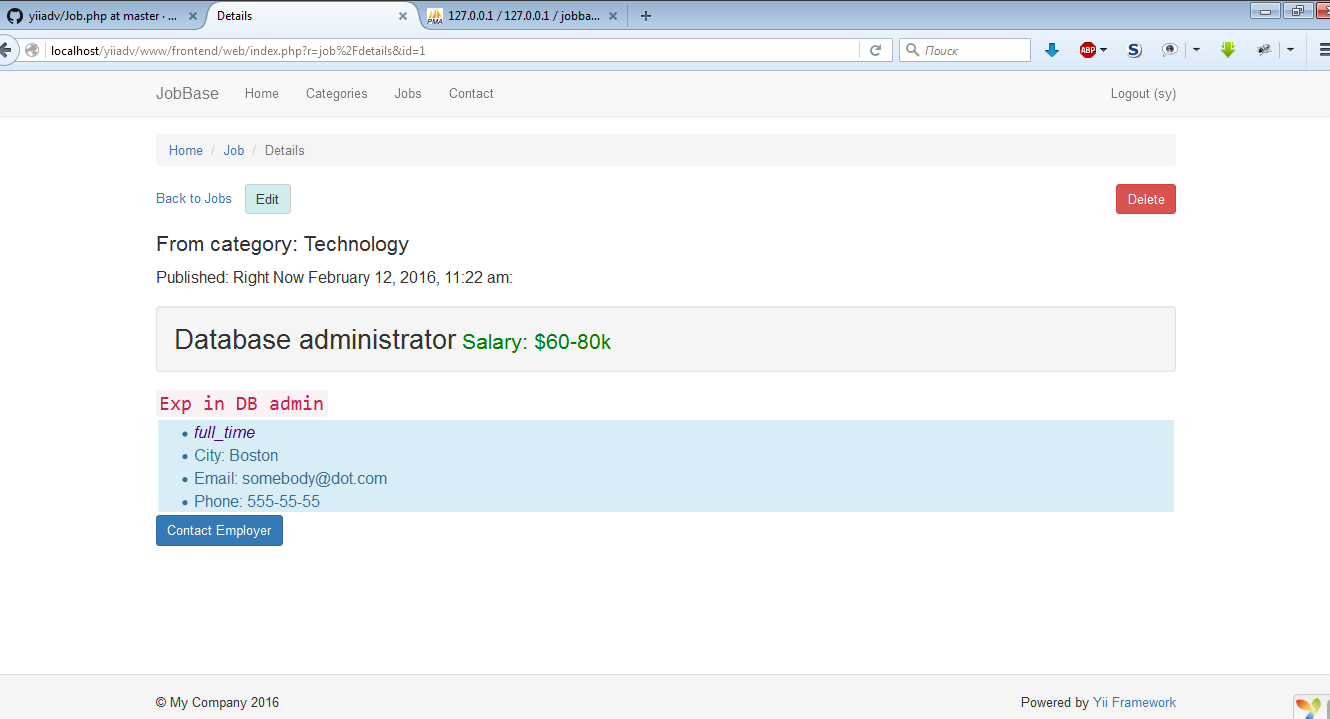 yiiadv/Job.php at master · ...
Details
127.0.0.1 / 127.0.0.1 / jobba...
localhost/yiiadv/www/frontend/web/index.php?r=job%2Fdetails&id=1
Поиск
ABP
S
JobBase
Home
Categories
Jobs
Contact
Logout (sy)
Home / Job / Details
Back to Jobs
Edit
Delete
From category: Technology
Published: Right Now February 12, 2016, 11:22 am:
Database administrator Salary: $60-80k
Exp in DB admin
• full_time
• City: Boston
• Email: somebody@dot.com
• Phone: 555-55-55
Contact Employer
© My Company 2016
Powered by Yii Framework